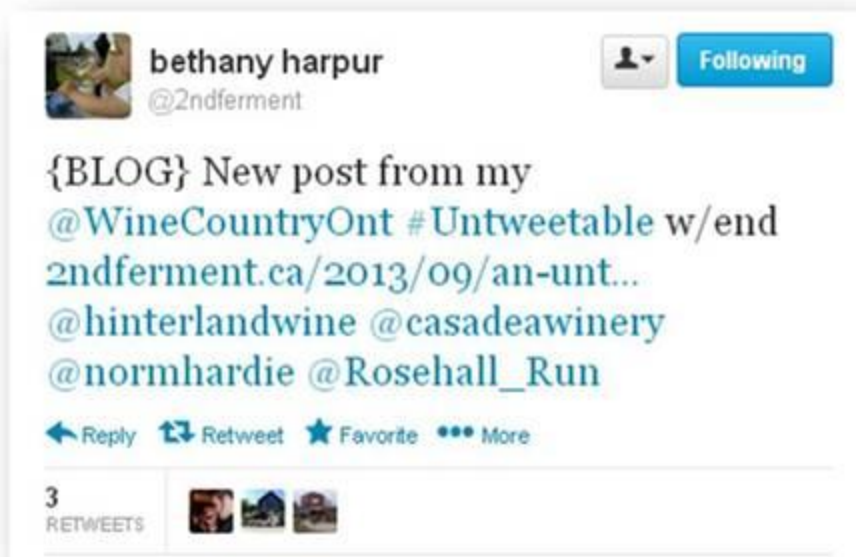 bethany harpur
Following
@2ndferment
{BLOG} New post from my
@WineCountryOnt #Untweetable w/end
2ndferment.ca/2013/09/an-unt...
@hinterlandwine @casadeawinery
@normhardie @Rosehall_Run
Reply Retweet Favorite ••• More
3
RETWEETS